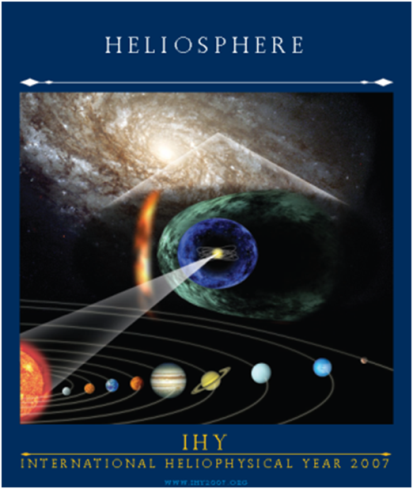 HELIOSPHERE
IHY
INTERNATIONAL HELIOPHYSICAL YEAR 2007
WWW.IHY2007.ORG